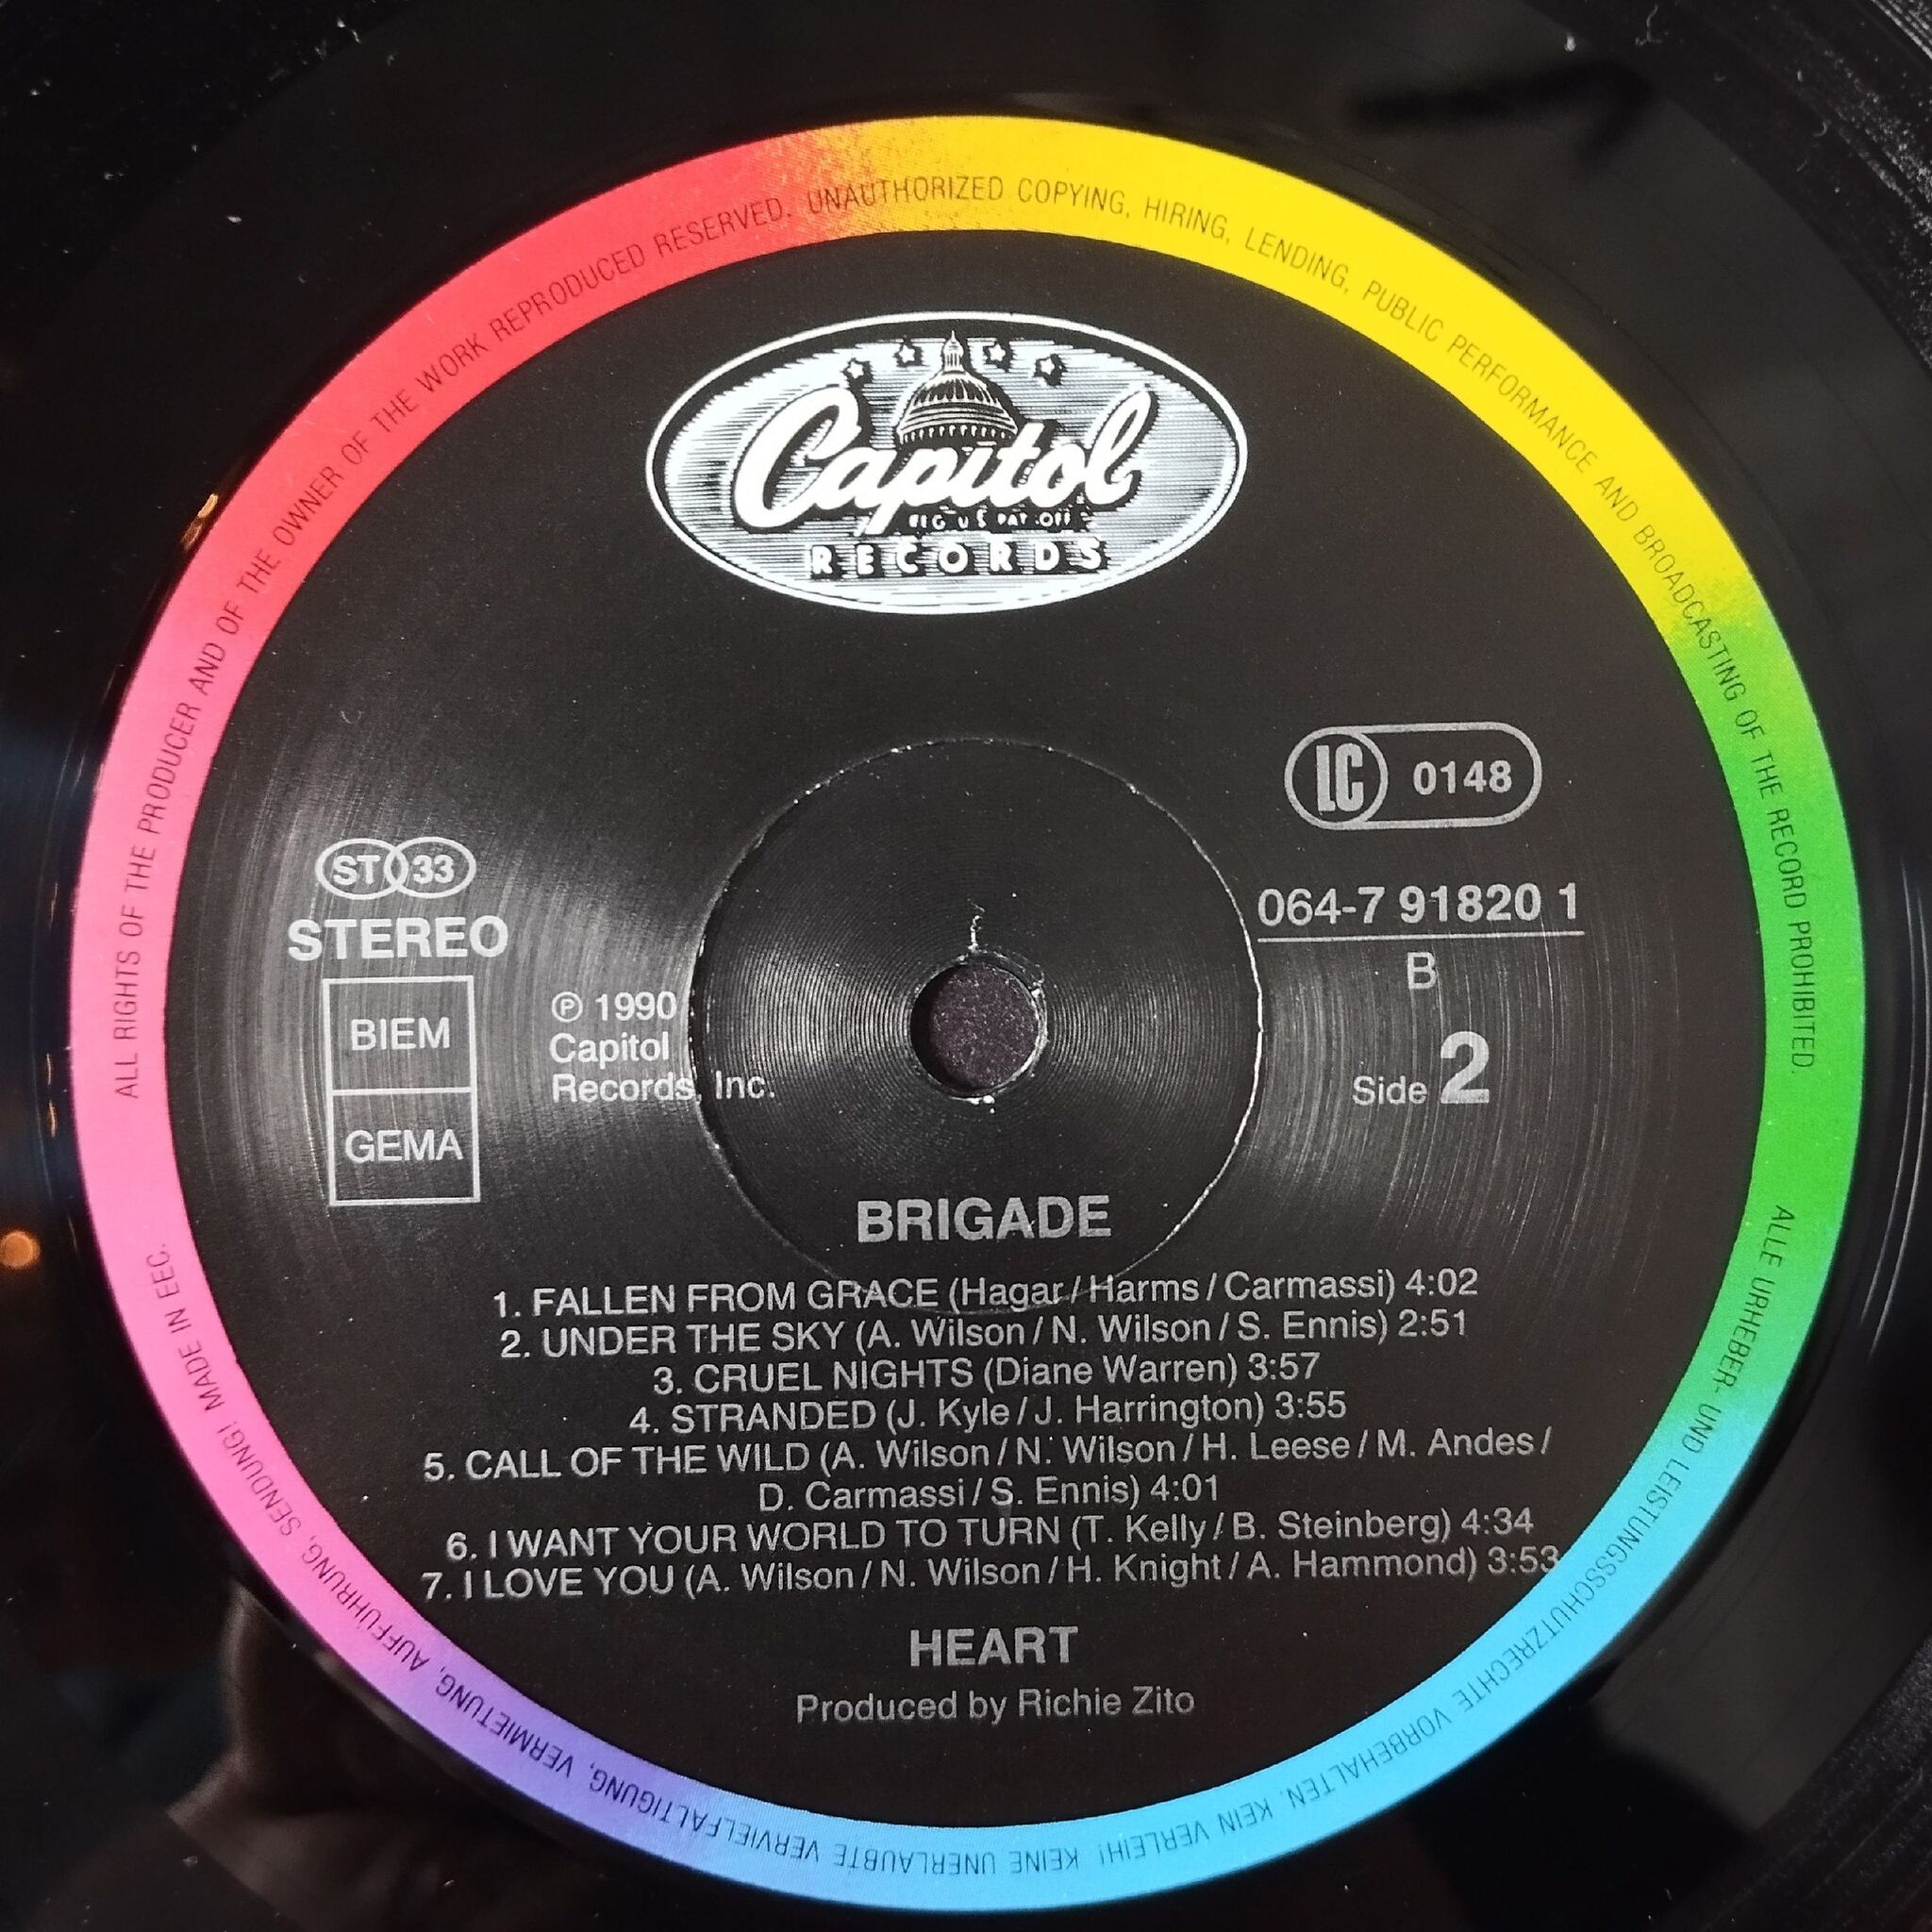 ALL RIGHTS OF THE PRODUCER AND OF THE OWNER OF THE WORK REPRODUCED RESERVED. UNAUTHORIZED COPYING, HIRING, LENDING, PUBLIC PERFORMANCE AND BROADCASTING OF THE RECORD PROHIBITED.
Capitol
REG. U.S. PAT. OFF.
RECORDS
LC 0148
ST 33
STEREO
BIEM
GEMA
℗ 1990
Capitol
Records, Inc.
064-7 91820 1
B
Side 2
BRIGADE
1. FALLEN FROM GRACE (Hagar/Harms/Carmassi) 4:02
2. UNDER THE SKY (A. Wilson/N. Wilson/S. Ennis) 2:51
3. CRUEL NIGHTS (Diane Warren) 3:57
4. STRANDED (J. Kyle/J. Harrington) 3:55
5. CALL OF THE WILD (A. Wilson/N. Wilson/H. Leese/M. Andes/
D. Carmassi/S. Ennis) 4:01
6. I WANT YOUR WORLD TO TURN (T. Kelly/B. Steinberg) 4:34
7. I LOVE YOU (A. Wilson/N. Wilson/H. Knight/A. Hammond) 3:53
HEART
Produced by Richie Zito
ALLE URHEBER- UND LEISTUNGSSCHUTZRECHTE VORBEHALTEN. KEIN VERLEIH! KEINE UNERLAUBTE VERVIELFÄLTIGUNG, VERMIETUNG, AUFFÜHRUNG, SENDUNG! MADE IN EEC.